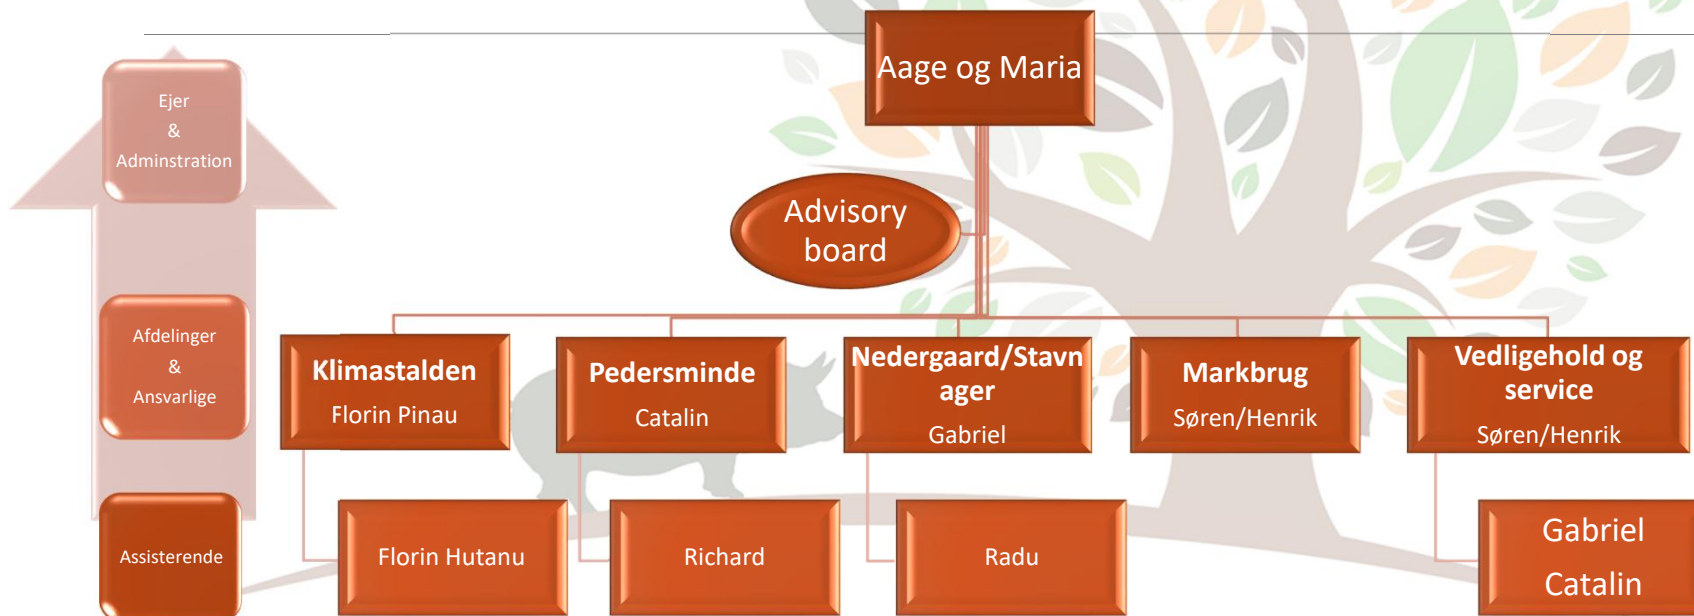 Aage og Maria
Ejer
&
Adminstration
Advisory
board
Afdelinger
&
Ansvarlige
Klimastalden
Florin Pinau
Pedersminde
Catalin
Nedergaard/Stavn
ager
Gabriel
Markbrug
Søren/Henrik
Vedligehold og
service
Søren/Henrik
Assisterende
Florin Hutanu
Richard
Radu
Gabriel
Catalin